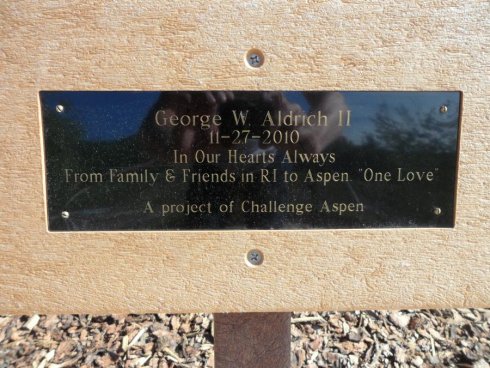 George W. Aldrich II
11-27-2010
In Our Hearts Always
From Family & Friends in RI to Aspen "One Love"
A project of Challenge Aspen